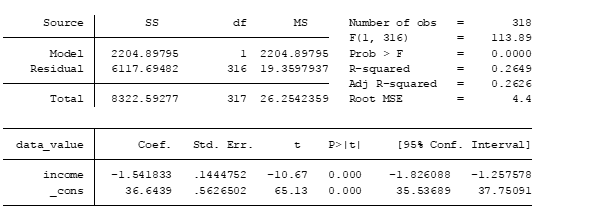 Source SS df MS Number of obs = 318
F(1, 316) = 113.89
Model 2204.89795 1 2204.89795 Prob > F = 0.0000
Residual 6117.69482 316 19.3597937 R-squared = 0.2649
Adj R-squared = 0.2626
Total 8322.59277 317 26.2542359 Root MSE = 4.4
data_value Coef. Std. Err. t P>|t| [95% Conf. Interval]
income -1.541833 .1444752 -10.67 0.000 -1.826088 -1.257578
_cons 36.6439 .5626502 65.13 0.000 35.53689 37.75091